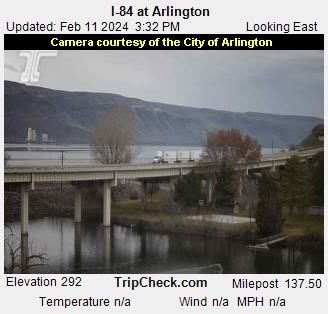 I-84 at Arlington
Updated: Feb 11 2024 3:32 PM Looking East
Camera courtesy of the City of Arlington
Elevation 292 TripCheck.com Milepost 137.50
Temperature n/a Wind n/a MPH n/a